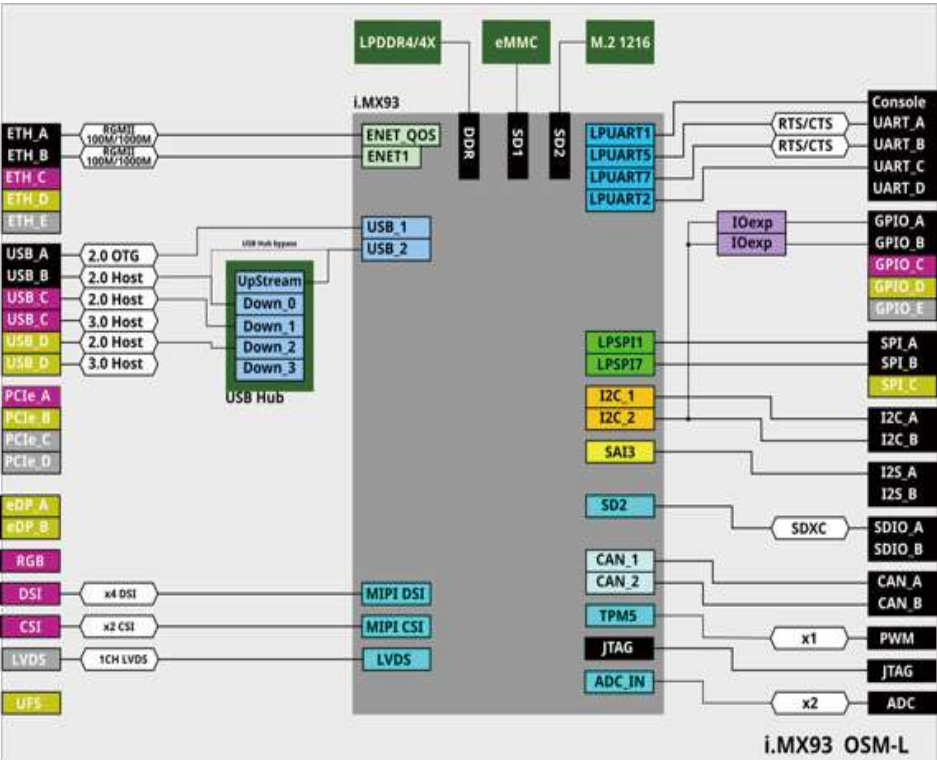 LPDDR4/4X
eMMC
M.2 1216
i.MX93
DDR
SD1
SD2
ETH_A
ETH_B
ETH_C
ETH_D
ETH_E
RGMII
100M/1000M
RGMII
100M/1000M
ENET_QOS
ENET1
USB_A
USB_B
USB_C
USB_C
USB_D
USB_D
2.0 OTG
2.0 Host
2.0 Host
3.0 Host
2.0 Host
3.0 Host
USB Hub bypass
UpStream
Down_0
Down_1
Down_2
Down_3
USB Hub
USB_1
USB_2
PCIe_A
PCIe_B
PCIe_C
PCIe_D
eDP_A
eDP_B
RGB
DSI
x4 DSI
MIPI DSI
CSI
x2 CSI
MIPI CSI
LVDS
1CH LVDS
LVDS
UFS
LPUART1
LPUART5
LPUART7
LPUART2
RTS/CTS
RTS/CTS
Console
UART_A
UART_B
UART_C
UART_D
IOexp
IOexp
GPIO_A
GPIO_B
GPIO_C
GPIO_D
GPIO_E
LPSPI1
LPSPI7
SPI_A
SPI_B
SPI_C
I2C_1
I2C_2
I2C_A
I2C_B
SAI3
I2S_A
I2S_B
SD2
SDXC
SDIO_A
SDIO_B
CAN_1
CAN_2
CAN_A
CAN_B
TPM5
x1
PWM
JTAG
JTAG
ADC_IN
x2
ADC
i.MX93 OSM-L